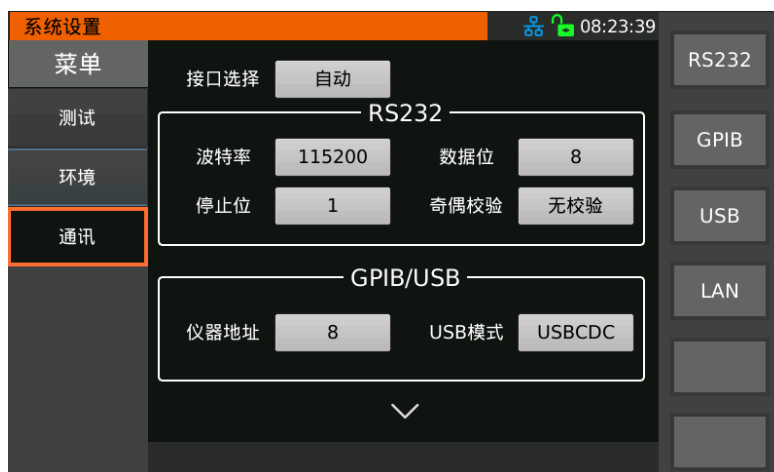 系统设置
08:23:39
菜单
测试
环境
通讯
接口选择 自动
RS232
波特率 115200 数据位 8
停止位 1 奇偶校验 无校验
GPIB/USB
仪器地址 8 USB模式 USBCDC
RS232
GPIB
USB
LAN